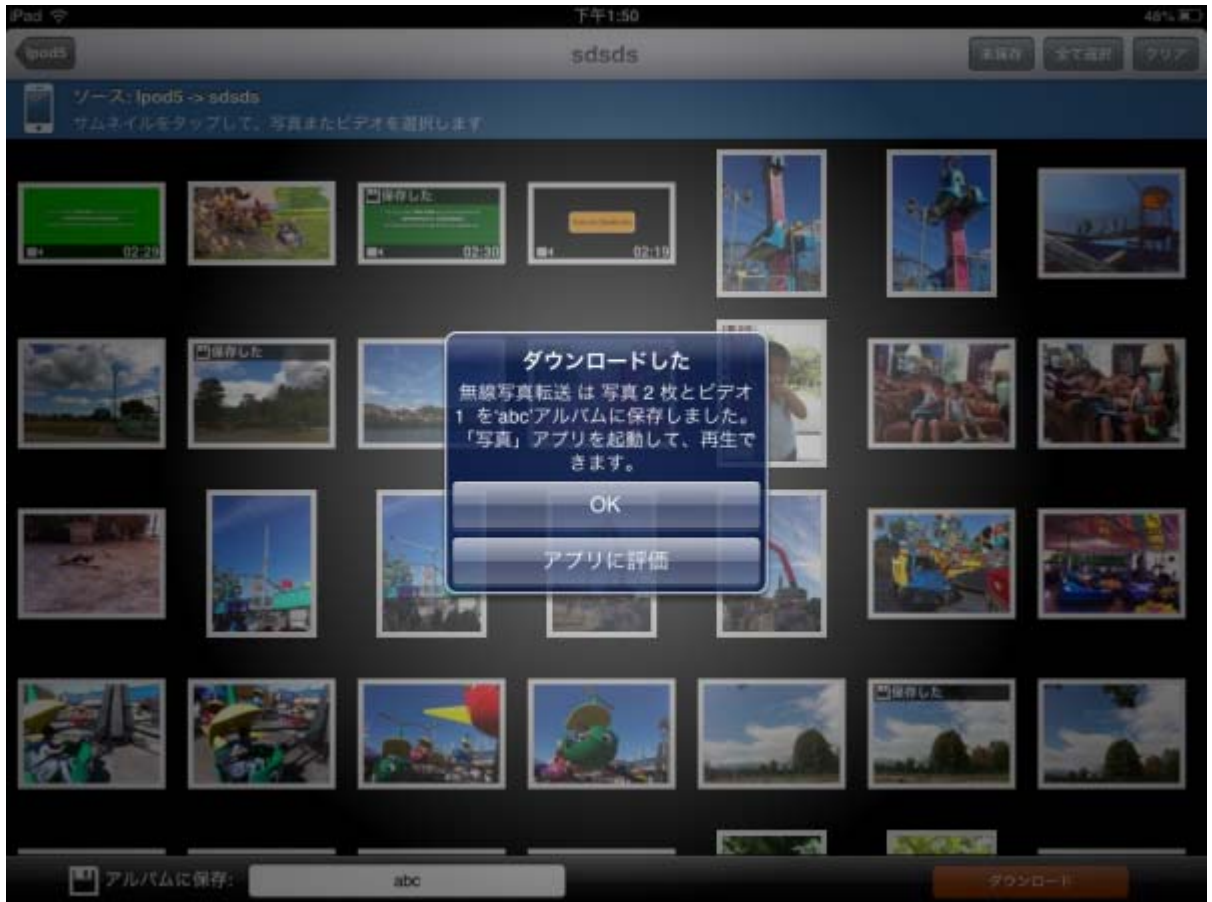 iPad
下午1:50
48%
Ipod5
sdsds
未保存
全て選択
クリア
ソース: Ipod5 -> sdsds
サムネイルをタップして、写真またビデオを選択します
保存した
02:29
02:30
02:19
保存した
ダウンロードした
無線写真転送 は 写真 2 枚とビデオ
1 を'abc'アルバムに保存しました。
「写真」アプリを起動して、再生で
きます。
OK
アプリに評価
保存した
アルバムに保存:
abc
ダウンロード